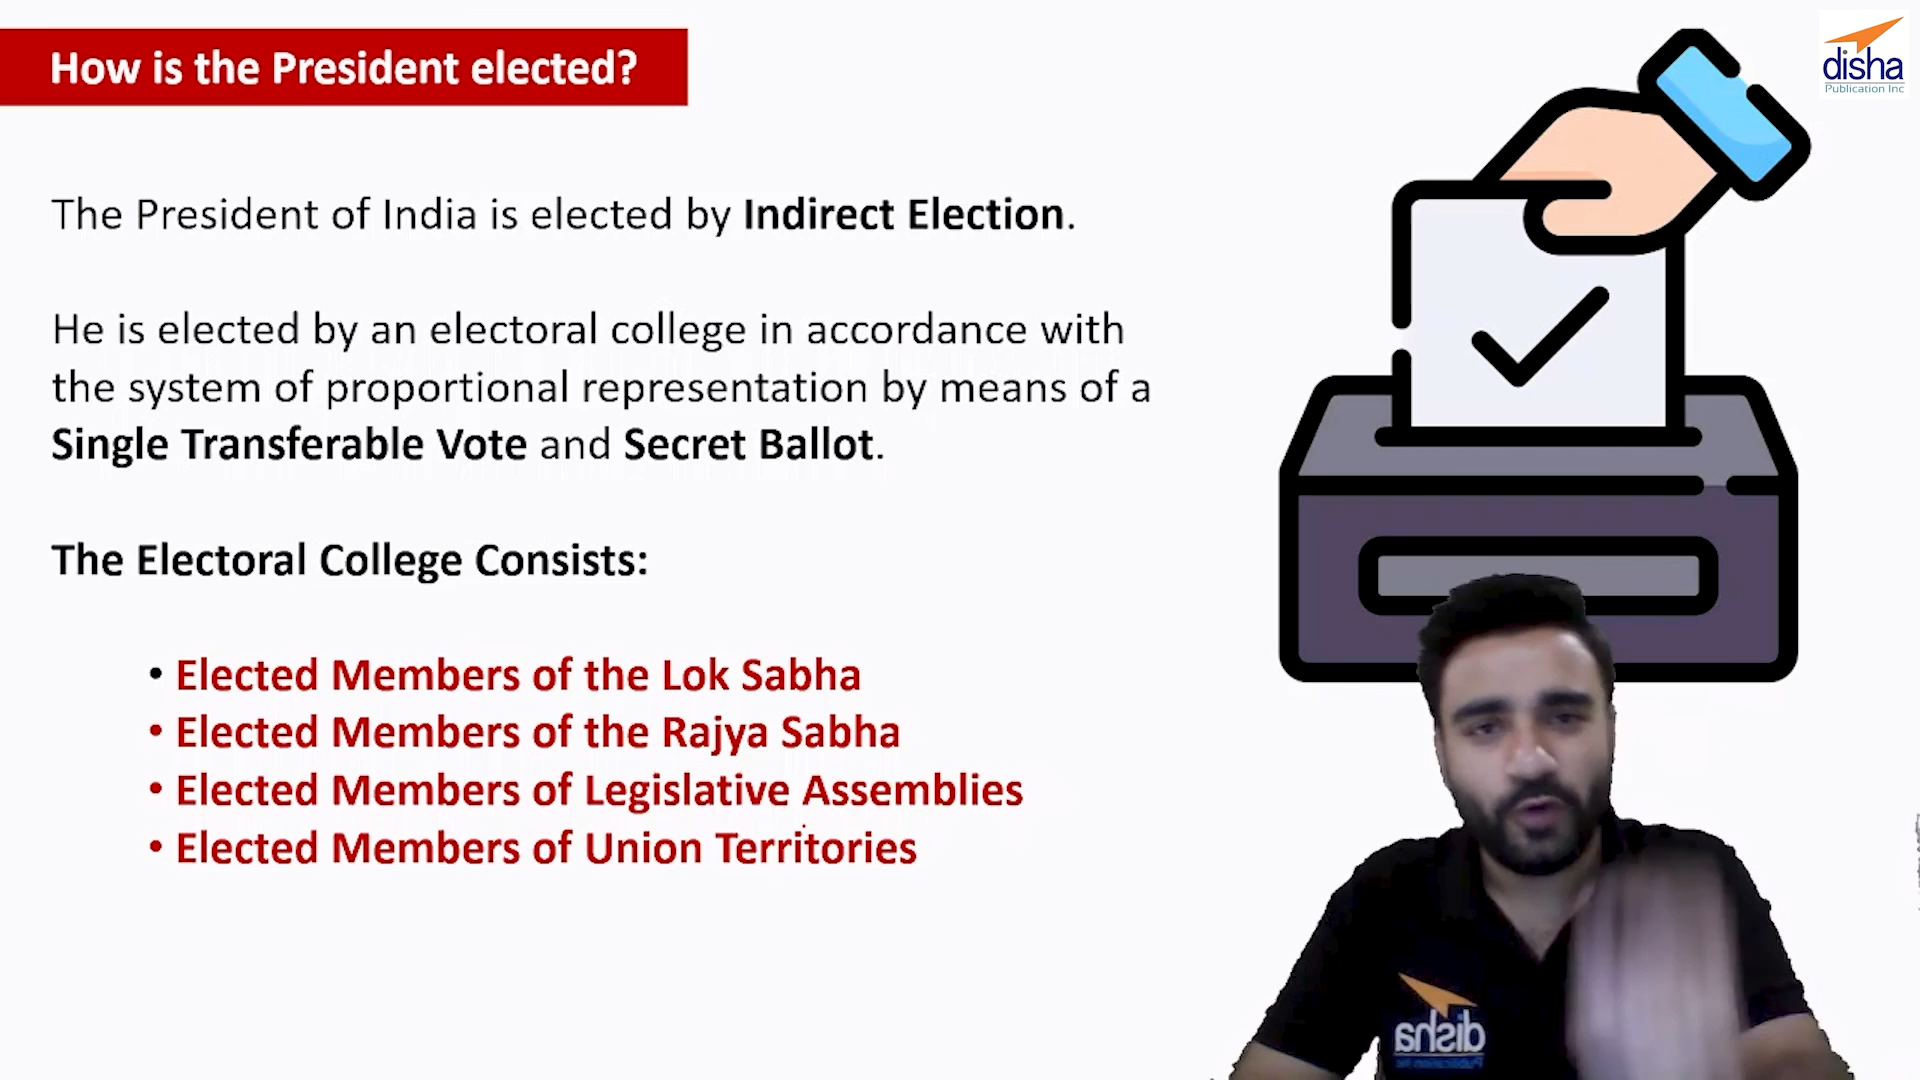 How is the President elected?
disha
Publication Inc
The President of India is elected by Indirect Election.
He is elected by an electoral college in accordance with
the system of proportional representation by means of a
Single Transferable Vote and Secret Ballot.
The Electoral College Consists:
• Elected Members of the Lok Sabha
• Elected Members of the Rajya Sabha
• Elected Members of Legislative Assemblies
• Elected Members of Union Territories
disha